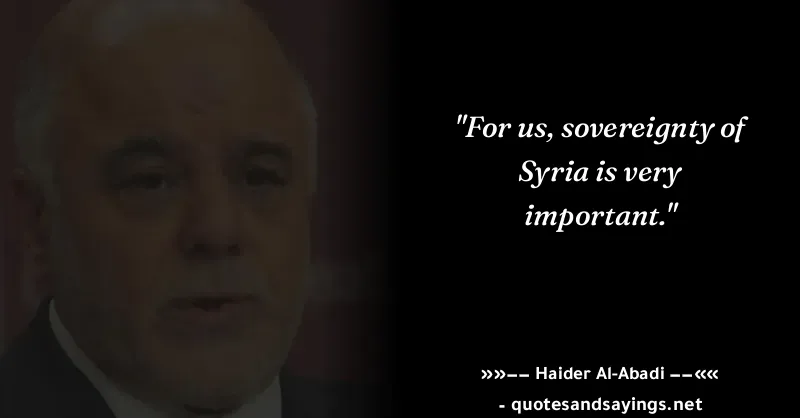 "For us, sovereignty of
Syria is very
important."
»»−− Haider Al-Abadi −−««
- quotesandsayings.net